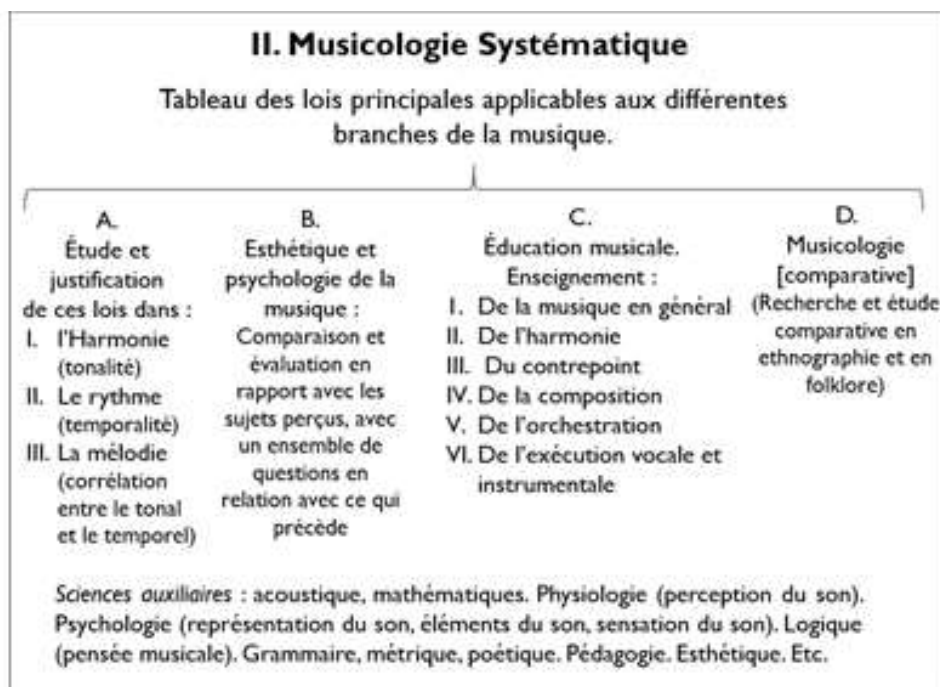 II. Musicologie Systématique
Tableau des lois principales applicables aux différentes
branches de la musique.
A.
Étude et
justification
de ces lois dans :
I. l'Harmonie
(tonalité)
II. Le rythme
(temporalité)
III. La mélodie
(corrélation
entre le tonal
et le temporel)
B.
Esthétique et
psychologie de la
musique :
Comparaison et
évaluation en
rapport avec les
sujets perçus, avec
un ensemble de
questions en
relation avec ce qui
précède
C.
Éducation musicale.
Enseignement :
I. De la musique en général
II. De l'harmonie
III. Du contrepoint
IV. De la composition
V. De l'orchestration
VI. De l'exécution vocale et
instrumentale
D.
Musicologie
[comparative]
(Recherche et étude
comparative en
ethnographie et en
folklore)
Sciences auxiliaires : acoustique, mathématiques. Physiologie (perception du son).
Psychologie (représentation du son, éléments du son, sensation du son). Logique
(pensée musicale). Grammaire, métrique, poétique. Pédagogie. Esthétique. Etc.